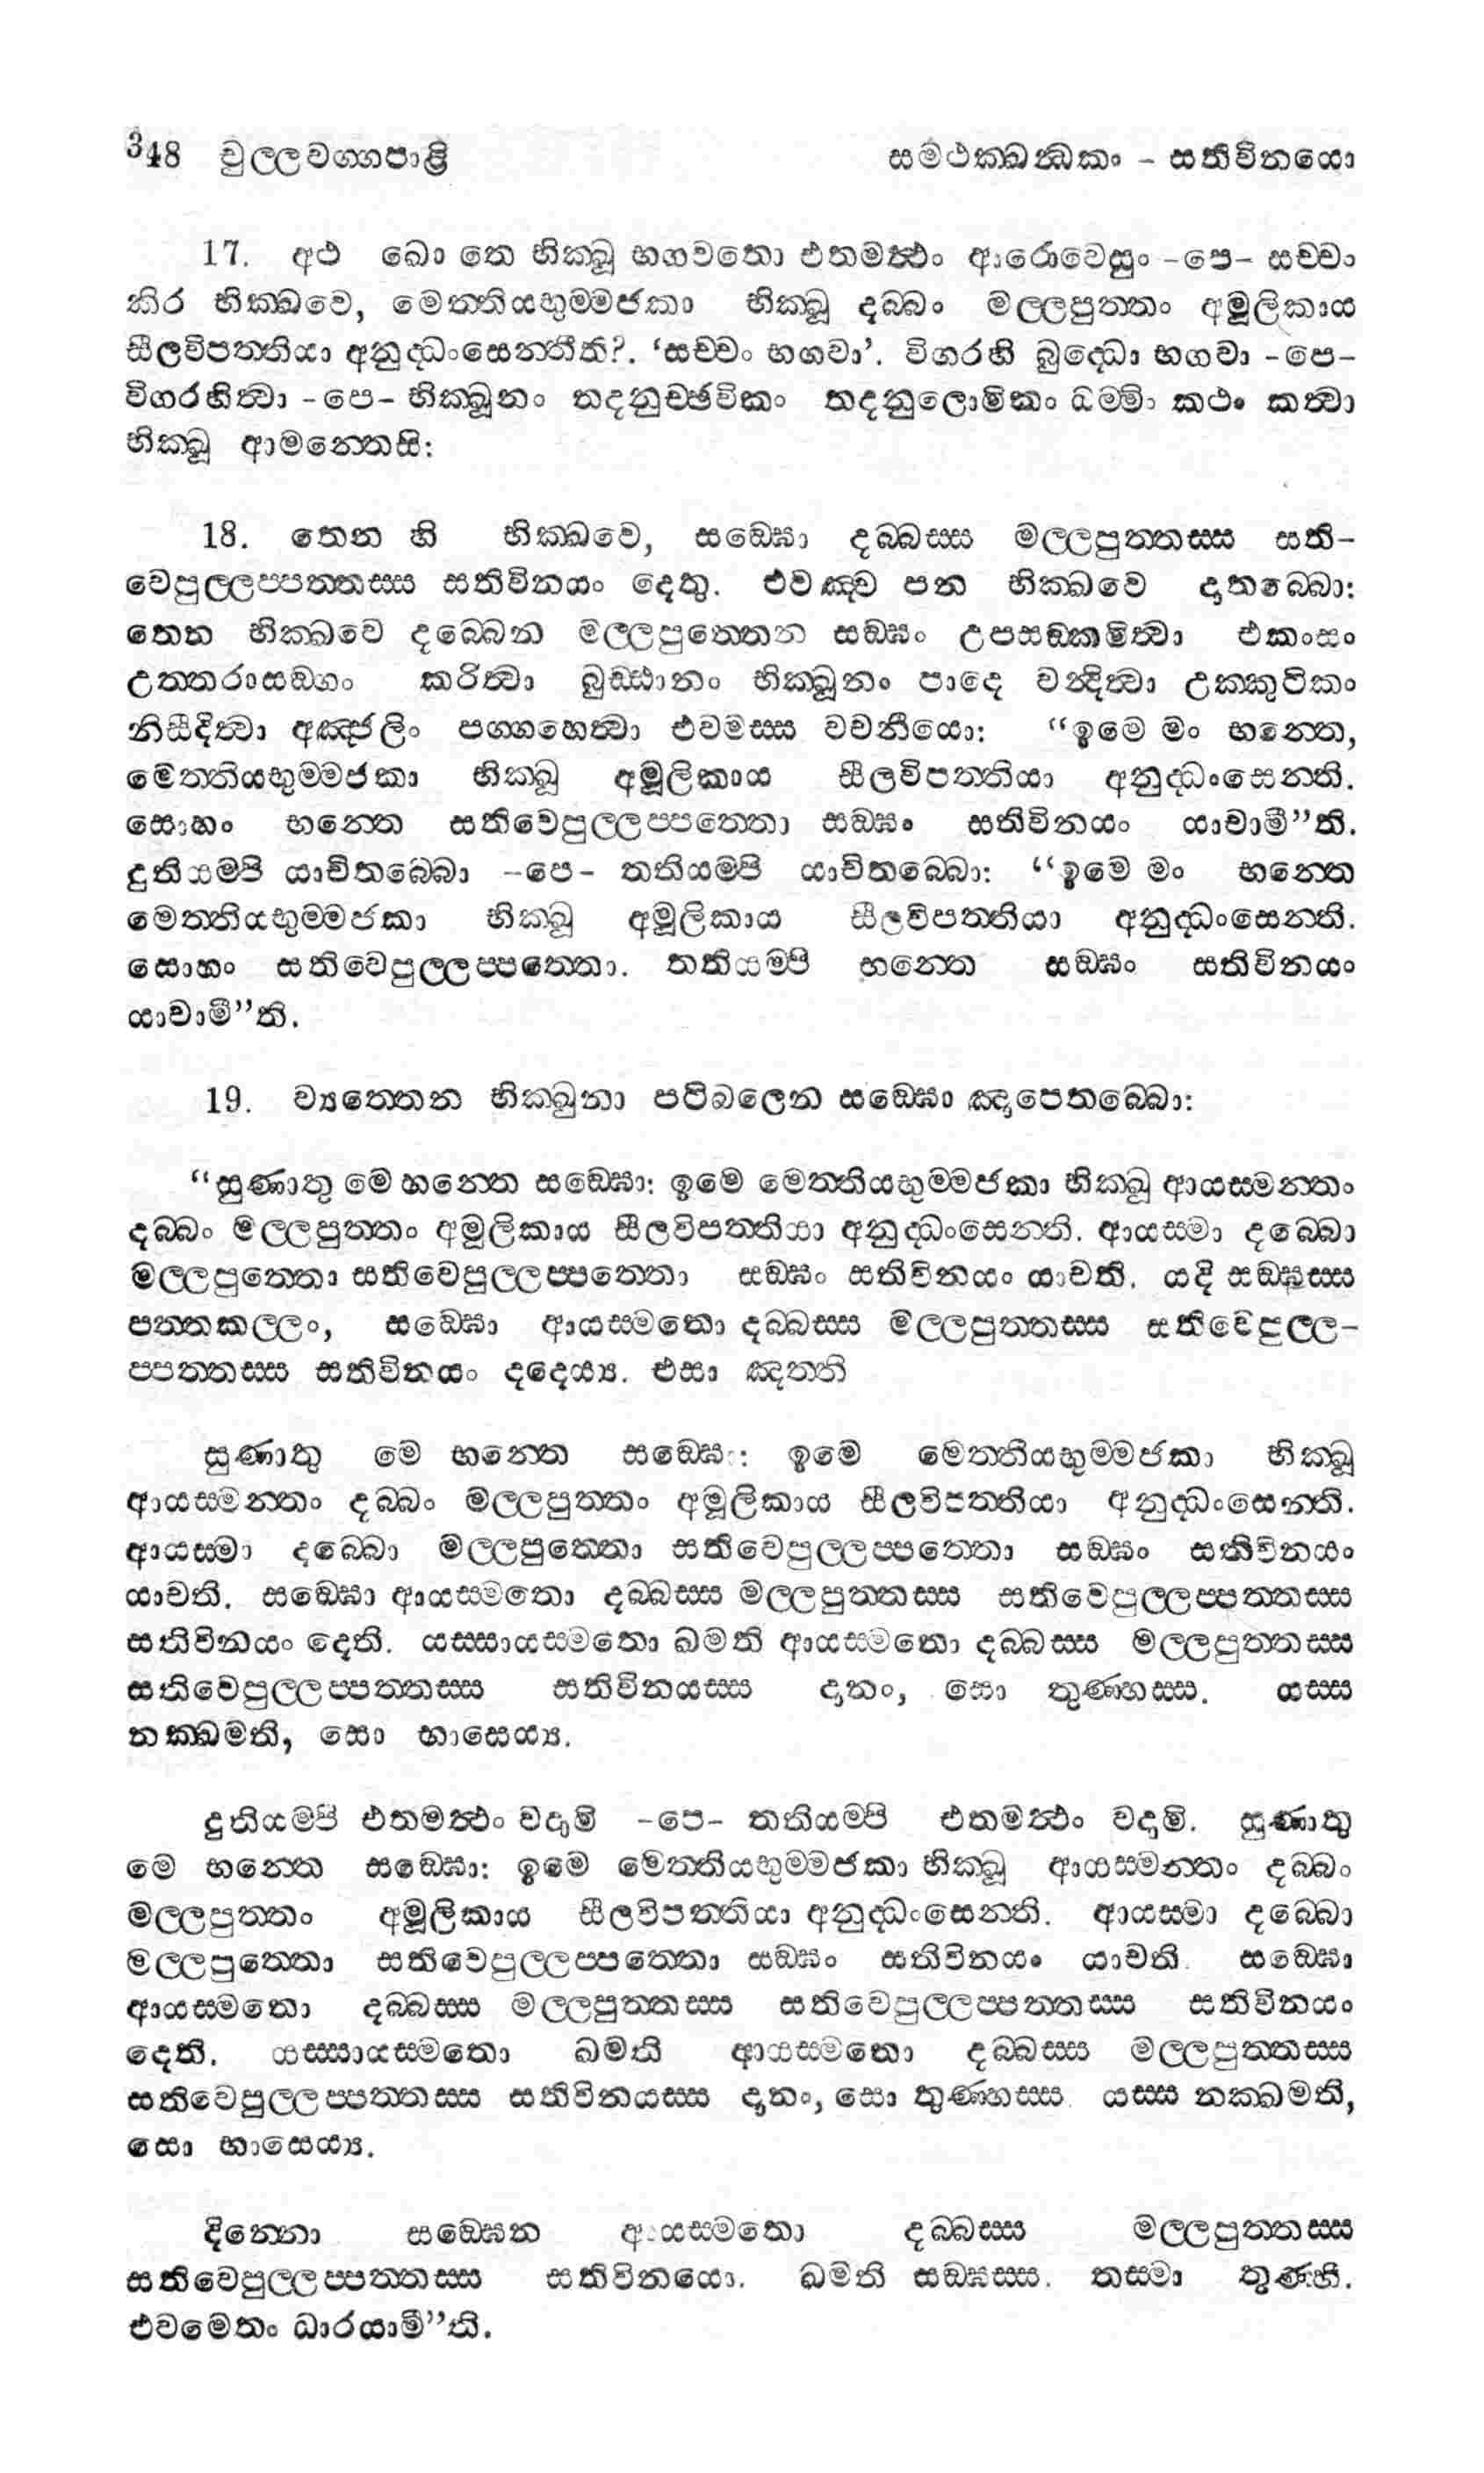 348 චුල්ලවග්ගපාළි සමථක්ඛන්ධකං - සතිවිනයො
17. අථ ඛො තෙ භික්ඛූ භගවතො එතමත්ථං ආරොචෙසුං -පෙ- සච්චං
කිර භික්ඛවෙ, මෙත්තියභුම්මජකා භික්ඛූ දබ්බං මල්ලපුත්තං අමූලිකාය
සීලවිපත්තියා අනුද්ධංසෙන්තීති?. ‘සච්චං භගවා’. විගරහි බුද්ධො භගවා -පෙ-
විගරහිත්වා -පෙ- භික්ඛූනං තදනුච්ඡවිකං තදනුලොමිකං ධම්මිං කථං කත්වා
භික්ඛූ ආමන්තෙසි:
18. තෙන හි භික්ඛවෙ, සඞ්ඝො දබ්බස්ස මල්ලපුත්තස්ස සති-
වෙපුල්ලප්පත්තස්ස සතිවිනයං දෙතු. එවඤ්ච පන භික්ඛවෙ දාතබ්බො:
තෙන භික්ඛවෙ දබ්බෙන මල්ලපුත්තෙන සඞ්ඝං උපසඞ්කමිත්වා එකංසං
උත්තරාසඞ්ගං කරිත්වා බුඩ්ඪානං භික්ඛූනං පාදෙ වන්දිත්වා උක්කුටිකං
නිසීදිත්වා අඤ්ජලිං පග්ගහෙත්වා එවමස්ස වචනීයො: “ඉමෙ මං භන්තෙ,
මෙත්තියභුම්මජකා භික්ඛූ අමූලිකාය සීලවිපත්තියා අනුද්ධංසෙන්ති.
සොහං භන්තෙ සතිවෙපුල්ලප්පත්තො සඞ්ඝං සතිවිනයං යාචාමී”ති.
දුතියම්පි යාචිතබ්බො -පෙ- තතියම්පි යාචිතබ්බො: “ඉමෙ මං භන්තෙ
මෙත්තියභුම්මජකා භික්ඛූ අමූලිකාය සීලවිපත්තියා අනුද්ධංසෙන්ති.
සොහං සතිවෙපුල්ලප්පත්තො. තතියම්පි භන්තෙ සඞ්ඝං සතිවිනයං
යාචාමී”ති.
19. ව්‍යත්තෙන භික්ඛුනා පටිබලෙන සඞ්ඝො ඤාපෙතබ්බො:
“සුණාතු මෙ භන්තෙ සඞ්ඝො: ඉමෙ මෙත්තියභුම්මජකා භික්ඛූ ආයස්මන්තං
දබ්බං මල්ලපුත්තං අමූලිකාය සීලවිපත්තියා අනුද්ධංසෙන්ති. ආයස්මා දබ්බො
මල්ලපුත්තො සතිවෙපුල්ලප්පත්තො සඞ්ඝං සතිවිනයං යාචති. යදි සඞ්ඝස්ස
පත්තකල්ලං, සඞ්ඝො ආයස්මතො දබ්බස්ස මල්ලපුත්තස්ස සතිවෙපුල්ල-
ප්පත්තස්ස සතිවිනයං දදෙය්‍ය. එසා ඤත්ති
සුණාතු මෙ භන්තෙ සඞ්ඝො: ඉමෙ මෙත්තියභුම්මජකා භික්ඛූ
ආයස්මන්තං දබ්බං මල්ලපුත්තං අමූලිකාය සීලවිපත්තියා අනුද්ධංසෙන්ති.
ආයස්මා දබ්බො මල්ලපුත්තො සතිවෙපුල්ලප්පත්තො සඞ්ඝං සතිවිනයං
යාචති. සඞ්ඝො ආයස්මතො දබ්බස්ස මල්ලපුත්තස්ස සතිවෙපුල්ලප්පත්තස්ස
සතිවිනයං දෙති. යස්සායස්මතො ඛමති ආයස්මතො දබ්බස්ස මල්ලපුත්තස්ස
සතිවෙපුල්ලප්පත්තස්ස සතිවිනයස්ස දානං, සො තුණ්හස්ස. යස්ස
නක්ඛමති, සො භාසෙය්‍ය.
දුතියම්පි එතමත්ථං වදාමි -පෙ- තතියම්පි එතමත්ථං වදාමි. සුණාතු
මෙ භන්තෙ සඞ්ඝො: ඉමෙ මෙත්තියභුම්මජකා භික්ඛූ ආයස්මන්තං දබ්බං
මල්ලපුත්තං අමූලිකාය සීලවිපත්තියා අනුද්ධංසෙන්ති. ආයස්මා දබ්බො
මල්ලපුත්තො සතිවෙපුල්ලප්පත්තො සඞ්ඝං සතිවිනයං යාචති. සඞ්ඝො
ආයස්මතො දබ්බස්ස මල්ලපුත්තස්ස සතිවෙපුල්ලප්පත්තස්ස සතිවිනයං
දෙති. යස්සායස්මතො ඛමති ආයස්මතො දබ්බස්ස මල්ලපුත්තස්ස
සතිවෙපුල්ලප්පත්තස්ස සතිවිනයස්ස දානං, සො තුණ්හස්ස. යස්ස නක්ඛමති,
සො භාසෙය්‍ය.
දින්නො සඞ්ඝෙන ආයස්මතො දබ්බස්ස මල්ලපුත්තස්ස
සතිවෙපුල්ලප්පත්තස්ස සතිවිනයො. ඛමති සඞ්ඝස්ස. තස්මා තුණ්හී.
එවමෙතං ධාරයාමී”ති.